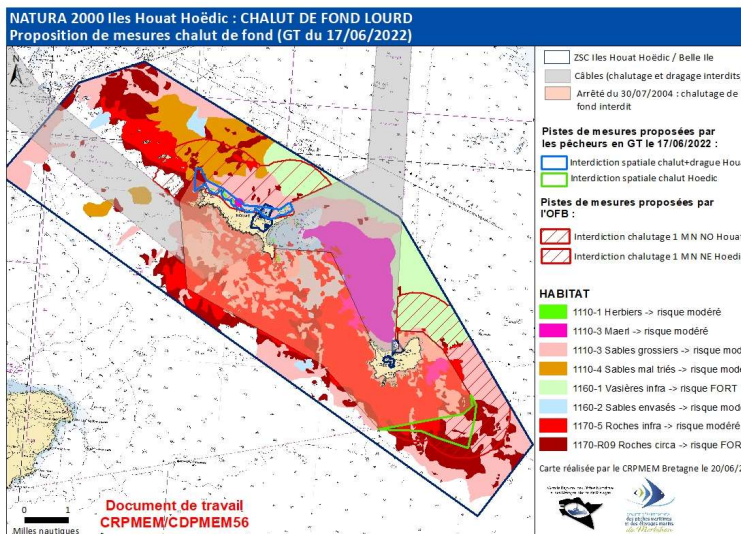 NATURA 2000 Iles Houat Hoëdic : CHALUT DE FOND LOURD
Proposition de mesures chalut de fond (GT du 17/06/2022)
N
ZSC Iles Houat Hoëdic / Belle Ile
Câbles (chalutage et dragage interdits
Arrêté du 30/07/2004 : chalutage de
fond interdit
Pistes de mesures proposées par
les pêcheurs en GT le 17/06/2022 :
Interdiction spatiale chalut+drague Houa
Interdiction spatiale chalut Hoedic
Pistes de mesures proposées par
l'OFB :
Interdiction chalutage 1 MN NO Houat
Interdiction chalutage 1 MN NE Hoedi
HABITAT
1110-1 Herbiers -> risque modéré
1110-3 Maerl -> risque modéré
1110-3 Sables grossiers -> risque mod
1110-4 Sables mal triés -> risque mod
1160-1 Vasières infra -> risque FORT
1160-2 Sables envasés -> risque mod
1170-5 Roches infra -> risque modéré
1170-R09 Roches circa -> risque FOR
Carte réalisée par le CRPMEM Bretagne le 20/06/2
Document de travail
CRPMEM/CDPMEM56
0 1
Milles nautiques